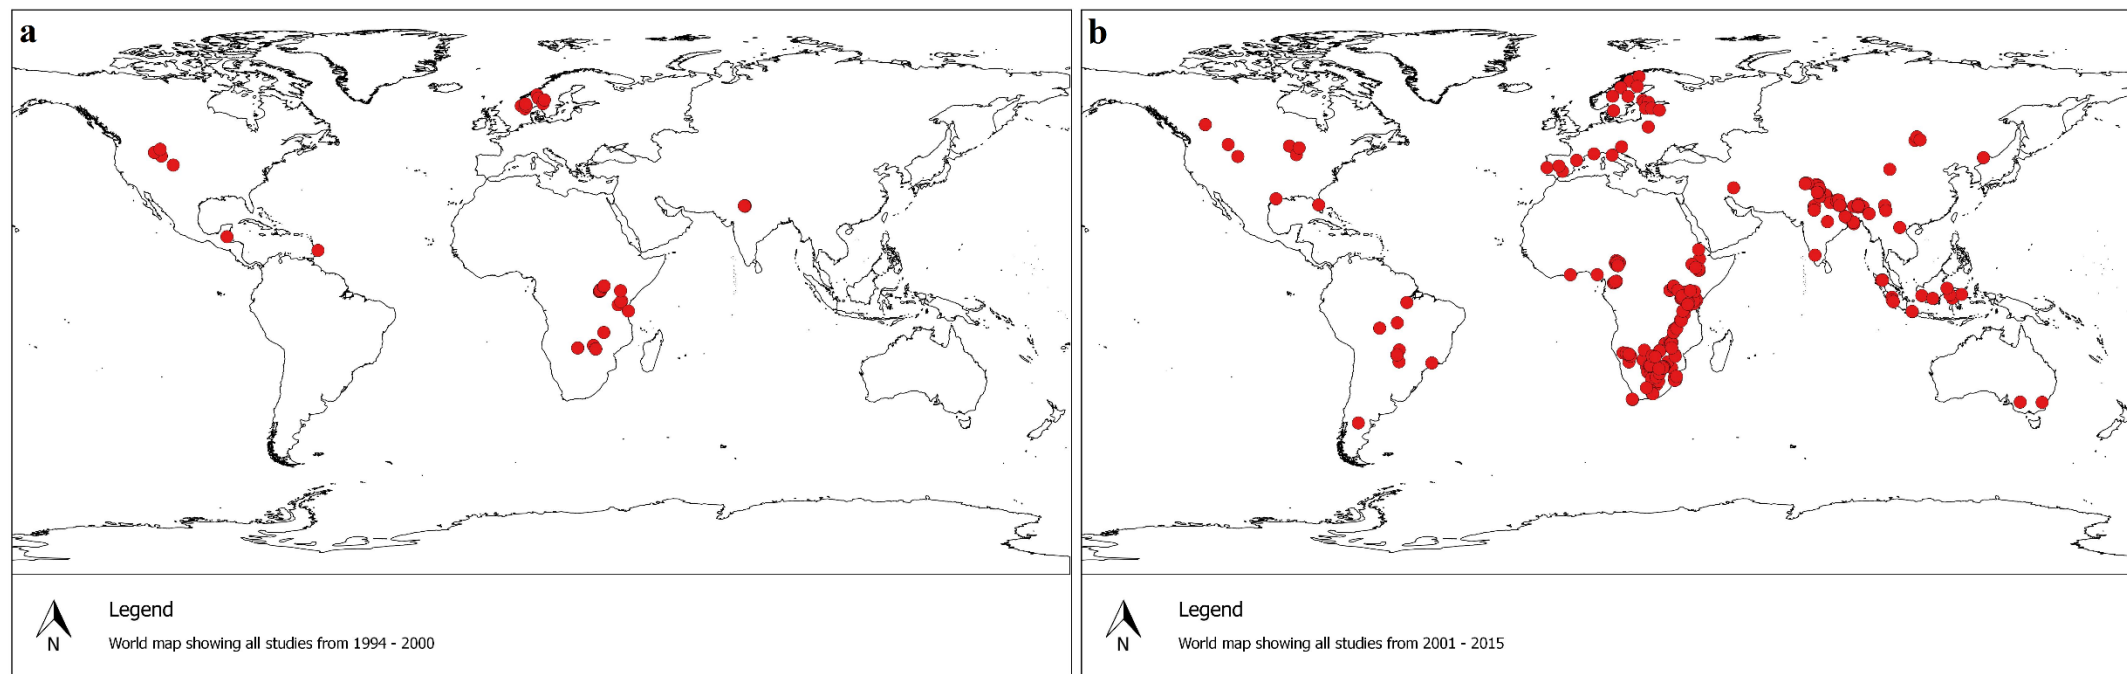 a
b
N
Legend
World map showing all studies from 1994 - 2000
N
Legend
World map showing all studies from 2001 - 2015